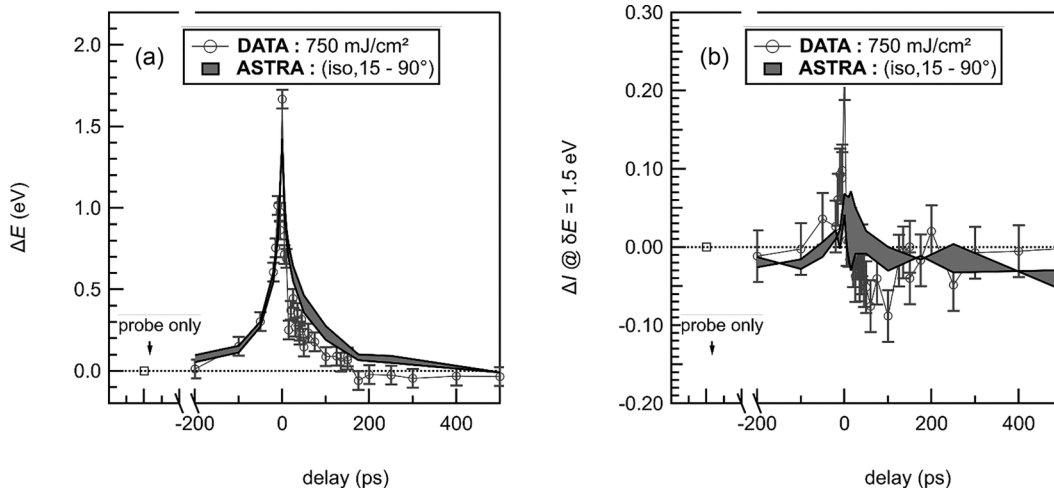 (a)
DATA : 750 mJ/cm²
ASTRA : (iso,15 - 90°)
2.0
1.5
1.0
0.5
0.0
ΔE (eV)
probe only
-200
0
200
400
delay (ps)
(b)
DATA : 750 mJ/cm²
ASTRA : (iso,15 - 90°)
0.30
0.20
0.10
0.00
-0.10
-0.20
ΔI @ δE = 1.5 eV
probe only
-200
0
200
400
delay (ps)